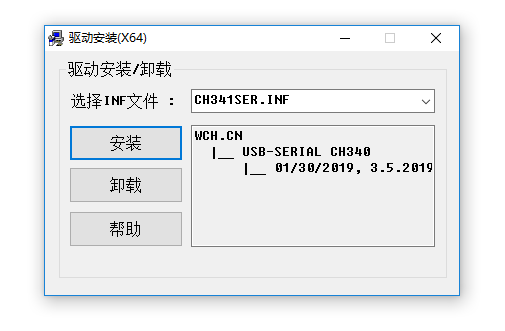 驱动安装(X64)
驱动安装/卸载
选择INF文件 : CH341SER.INF
安装
卸载
帮助
WCH.CN
|__ USB-SERIAL CH340
|__ 01/30/2019, 3.5.2019